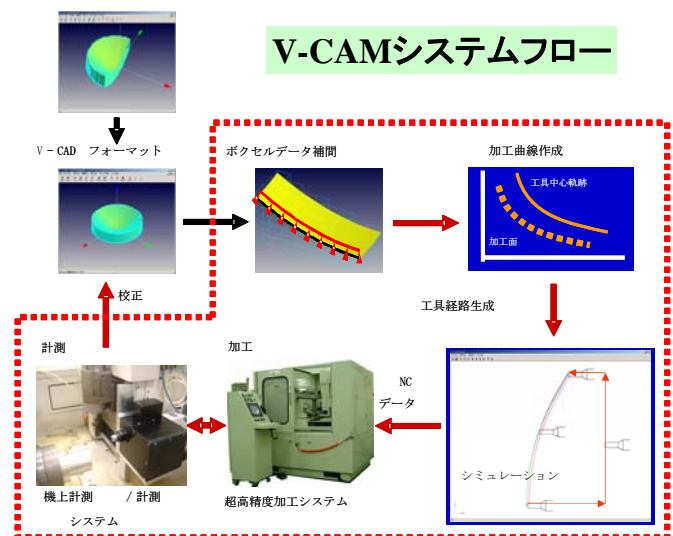 V-CAMシステムフロー
V-CAD フォーマット
ボクセルデータ補間
加工曲線作成
工具中心軌跡
加工面
校正
工具経路生成
計測
加工
NC
データ
シミュレーション
機上計測 /計測
システム
超高精度加工システム